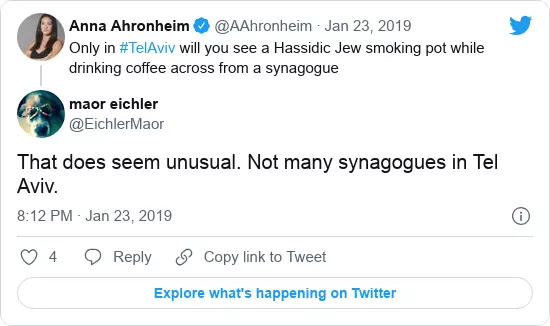 Anna Ahronheim @AAhronheim · Jan 23, 2019
Only in #TelAviv will you see a Hassidic Jew smoking pot while
drinking coffee across from a synagogue
maor eichler
@EichlerMaor
That does seem unusual. Not many synagogues in Tel
Aviv.
8:12 PM · Jan 23, 2019
4 Reply Copy link to Tweet
Explore what's happening on Twitter